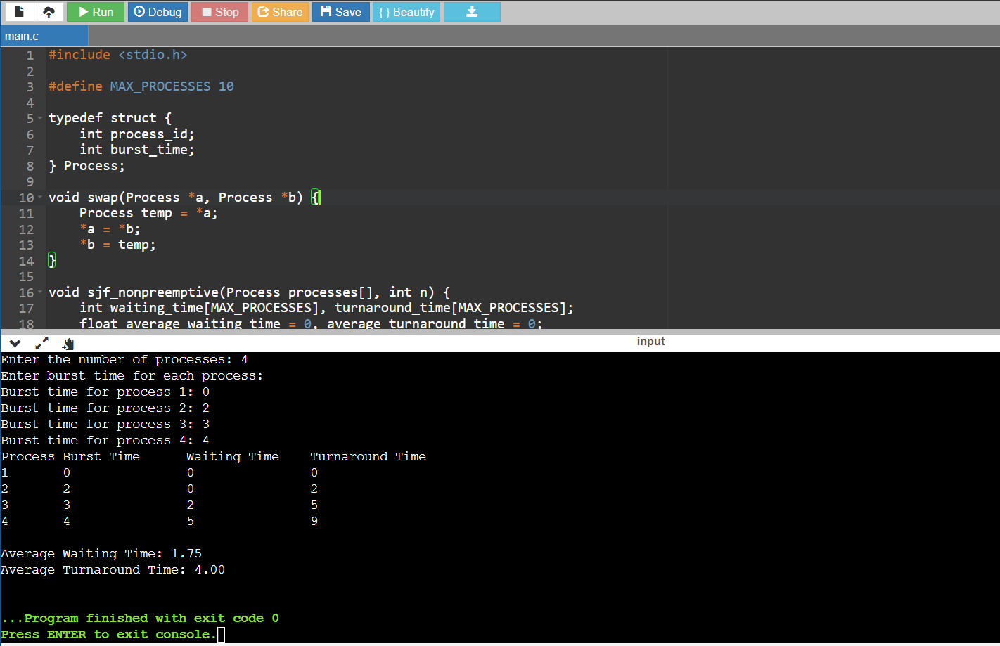 Run Debug Stop Share Save { } Beautify
main.c
1 #include <stdio.h>
2
3 #define MAX_PROCESSES 10
4
5 typedef struct {
6     int process_id;
7     int burst_time;
8 } Process;
9
10 void swap(Process *a, Process *b) {
11     Process temp = *a;
12     *a = *b;
13     *b = temp;
14 }
15
16 void sjf_nonpreemptive(Process processes[], int n) {
17     int waiting_time[MAX_PROCESSES], turnaround_time[MAX_PROCESSES];
18     float average_waiting_time = 0, average_turnaround_time = 0;
input
Enter the number of processes: 4
Enter burst time for each process:
Burst time for process 1: 0
Burst time for process 2: 2
Burst time for process 3: 3
Burst time for process 4: 4
Process Burst Time      Waiting Time    Turnaround Time
1       0               0               0
2       2               0               2
3       3               2               5
4       4               5               9
Average Waiting Time: 1.75
Average Turnaround Time: 4.00
...Program finished with exit code 0
Press ENTER to exit console.